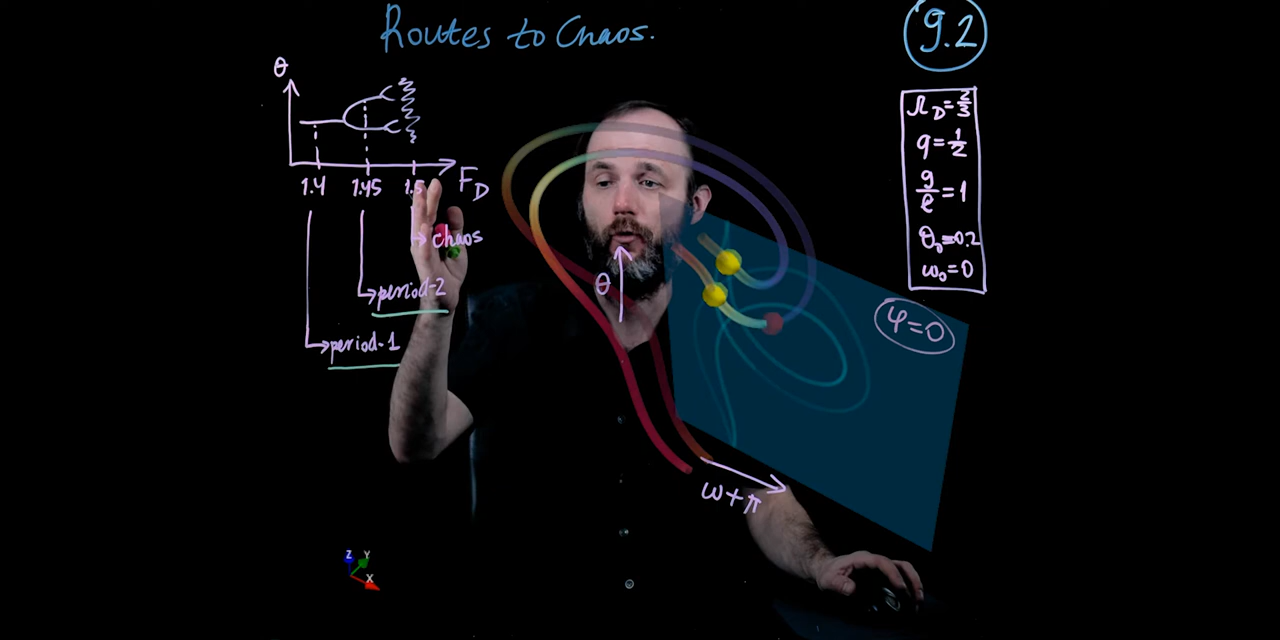 Routes to Chaos.
9.2
θ
1.4 1.45 1.5 F_D
chaos
period-2
period-1
Ω_D=2/3
q=1/2
g/ℓ=1
θ₀=0.2
ω₀=0
φ=0
θ
ω+π
Z Y
X